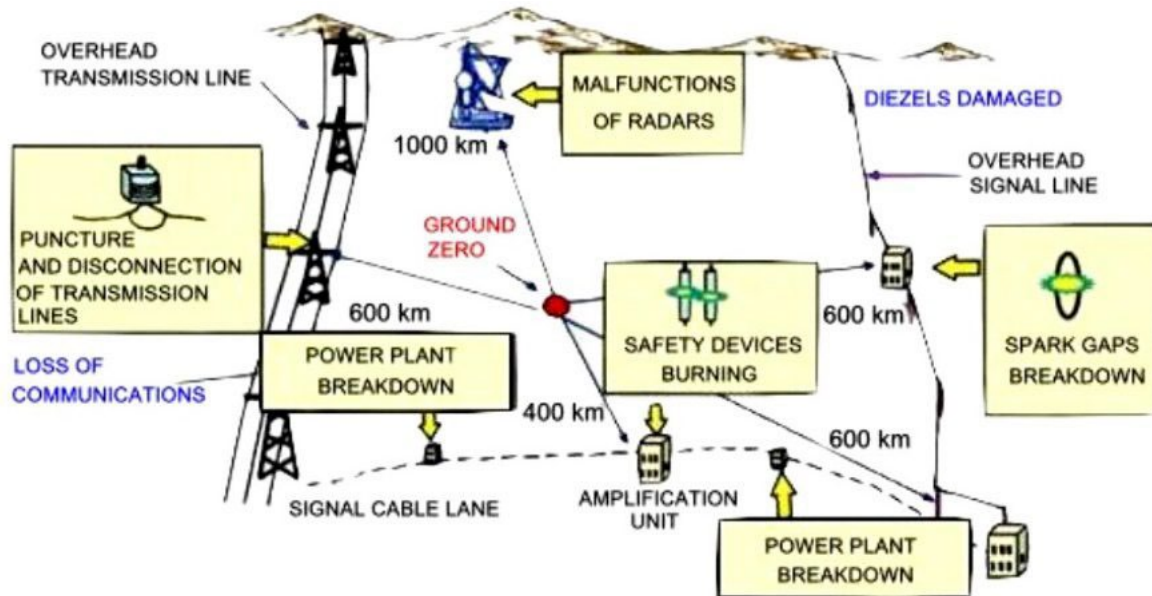 OVERHEAD
TRANSMISSION LINE
MALFUNCTIONS
OF RADARS
DIEZELS DAMAGED
1000 km
OVERHEAD
SIGNAL LINE
PUNCTURE
AND DISCONNECTION
OF TRANSMISSION
LINES
GROUND
ZERO
600 km
600 km
SAFETY DEVICES
BURNING
SPARK GAPS
BREAKDOWN
LOSS OF
COMMUNICATIONS
POWER PLANT
BREAKDOWN
400 km
600 km
SIGNAL CABLE LANE
AMPLIFICATION
UNIT
POWER PLANT
BREAKDOWN